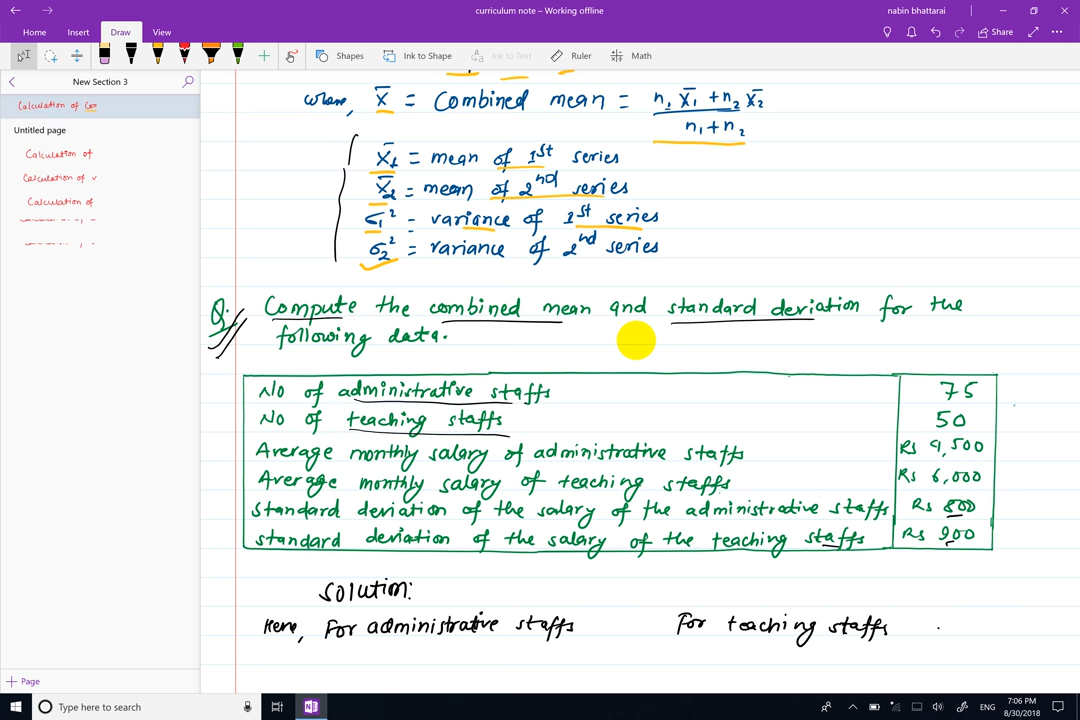 curriculum note – Working offline
nabin bhattarai
Home Insert Draw View
Share
Shapes Ink to Shape Ink to Text Ruler Math
New Section 3
Calculation of Com
Untitled page
Calculation of
Calculation of v
Calculation of
where, X̄ = Combined mean = n₁ X̄₁ + n₂ X̄₂
n₁ + n₂
X̄₁ = mean of 1st series
X̄₂ = mean of 2nd series
σ₁² = variance of 1st series
σ₂² = variance of 2nd series
Q. Compute the combined mean and standard deviation for the
following data.
No of administrative staffs 75
No of teaching staffs 50
Average monthly salary of administrative staffs Rs 4,500
Average monthly salary of teaching staffs Rs 6,000
standard deviation of the salary of the administrative staffs Rs 800
standard deviation of the salary of the teaching staffs Rs 900
Solution:
Here, For administrative staffs For teaching staffs
Page
Type here to search
ENG
7:06 PM
8/30/2018